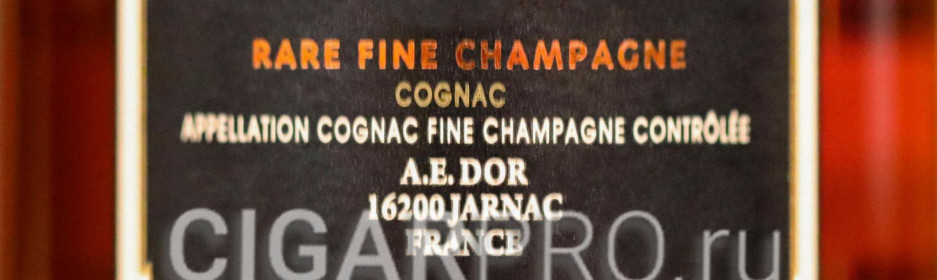 RARE FINE CHAMPAGNE
COGNAC
APPELLATION COGNAC FINE CHAMPAGNE CONTRÔLÉE
A.E. DOR
16200 JARNAC
FRANCE
CIGARPRO.ru